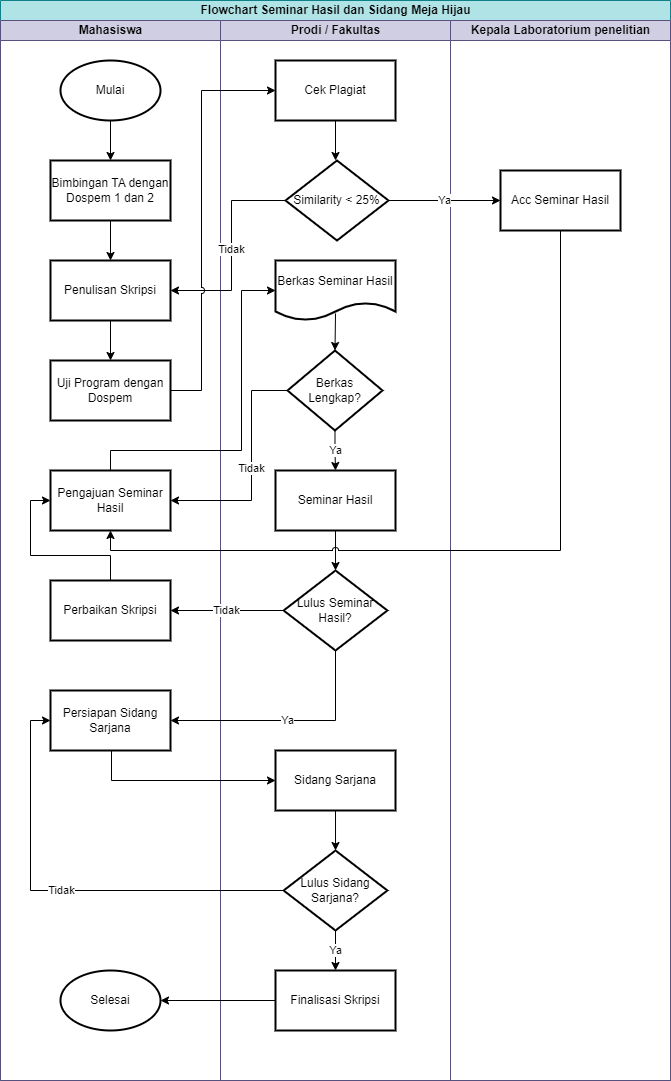 Flowchart Seminar Hasil dan Sidang Meja Hijau
Mahasiswa
Prodi / Fakultas
Kepala Laboratorium penelitian
Mulai
Cek Plagiat
Bimbingan TA dengan
Dospem 1 dan 2
Similarity < 25%
Ya
Acc Seminar Hasil
Tidak
Penulisan Skripsi
Berkas Seminar Hasil
Uji Program dengan
Dospem
Berkas
Lengkap?
Ya
Tidak
Pengajuan Seminar
Hasil
Seminar Hasil
Perbaikan Skripsi
Tidak
Lulus Seminar
Hasil?
Persiapan Sidang
Sarjana
Ya
Sidang Sarjana
Tidak
Lulus Sidang
Sarjana?
Ya
Selesai
Finalisasi Skripsi